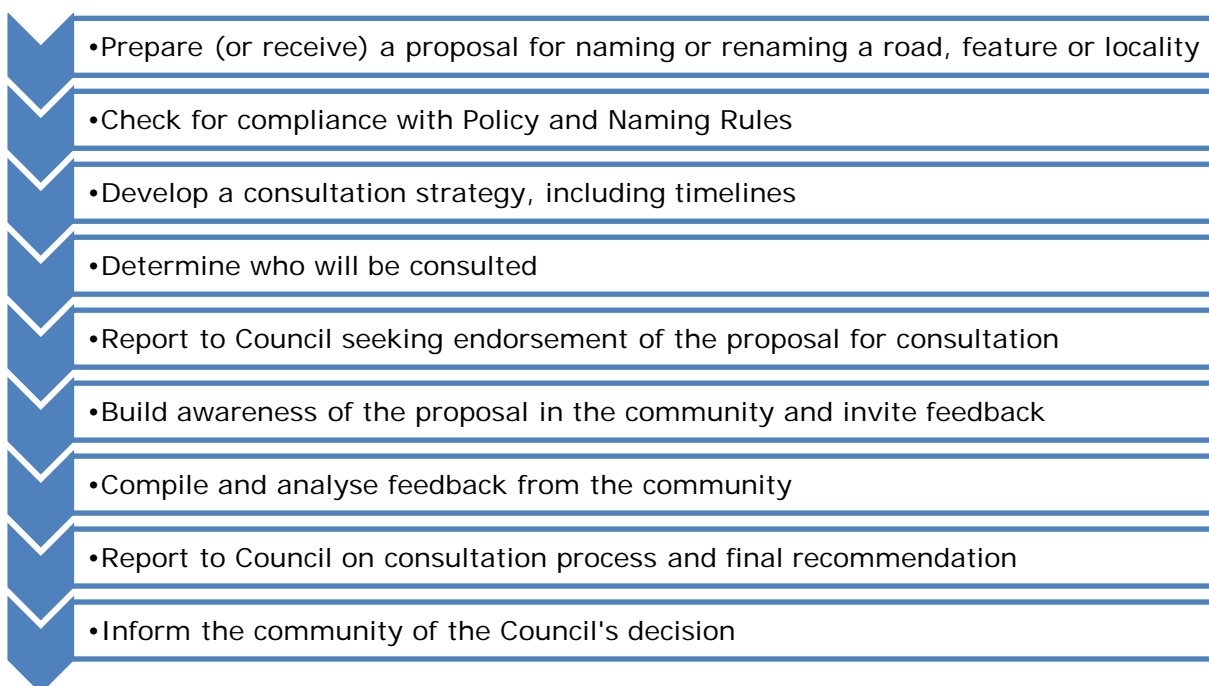 •Prepare (or receive) a proposal for naming or renaming a road, feature or locality
•Check for compliance with Policy and Naming Rules
•Develop a consultation strategy, including timelines
•Determine who will be consulted
•Report to Council seeking endorsement of the proposal for consultation
•Build awareness of the proposal in the community and invite feedback
•Compile and analyse feedback from the community
•Report to Council on consultation process and final recommendation
•Inform the community of the Council's decision